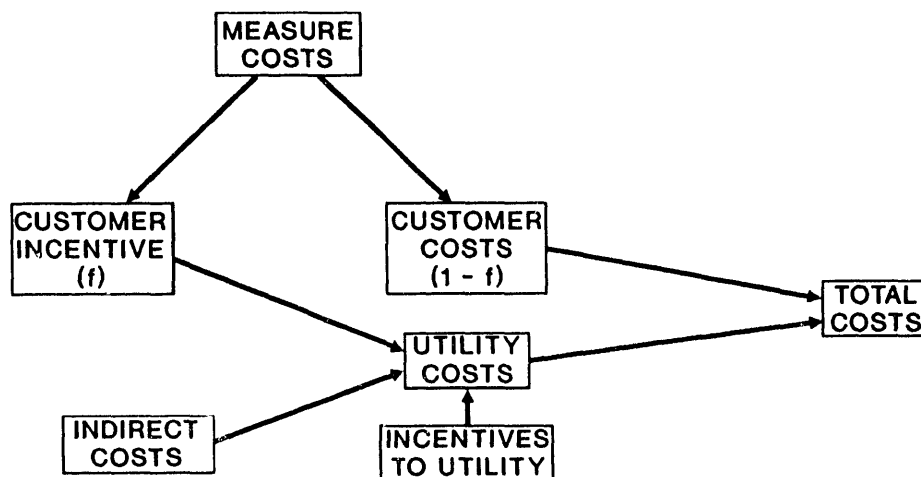 MEASURE
COSTS
CUSTOMER
INCENTIVE
(f)
CUSTOMER
COSTS
(1 - f)
TOTAL
COSTS
UTILITY
COSTS
INDIRECT
COSTS
INCENTIVES
TO UTILITY